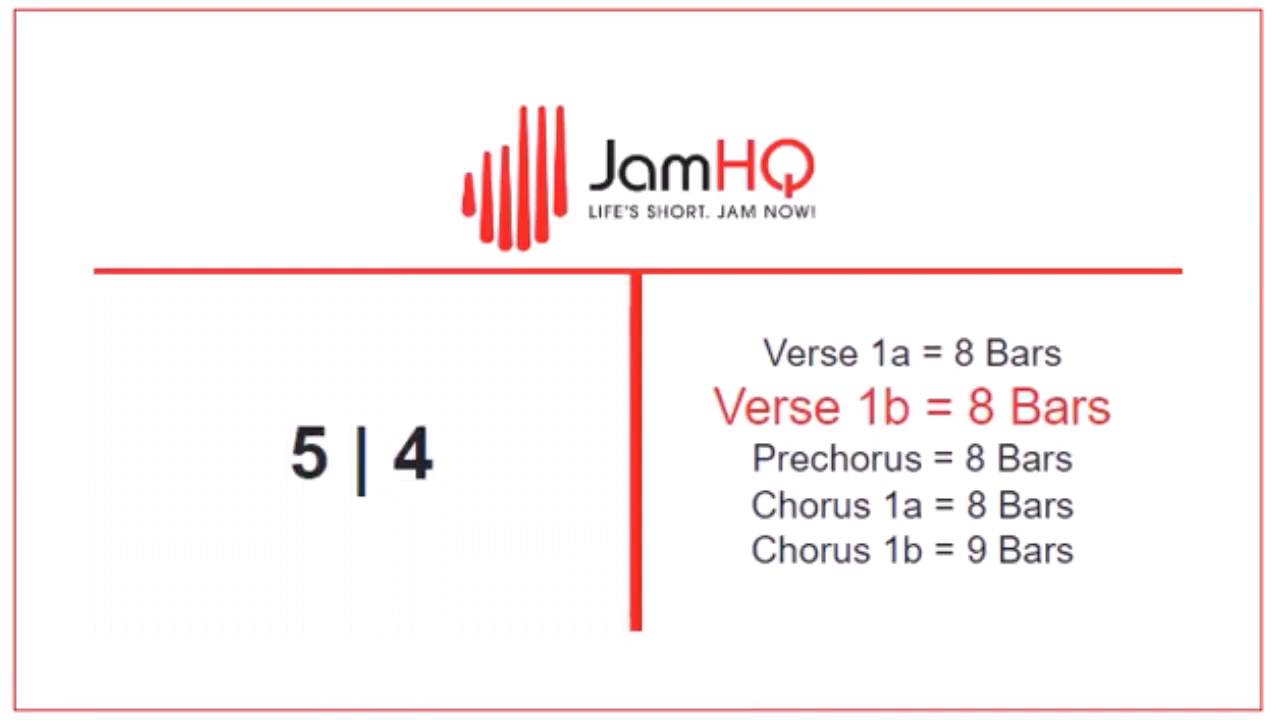 JamHQ
LIFE'S SHORT. JAM NOW!
5 | 4
Verse 1a = 8 Bars
Verse 1b = 8 Bars
Prechorus = 8 Bars
Chorus 1a = 8 Bars
Chorus 1b = 9 Bars